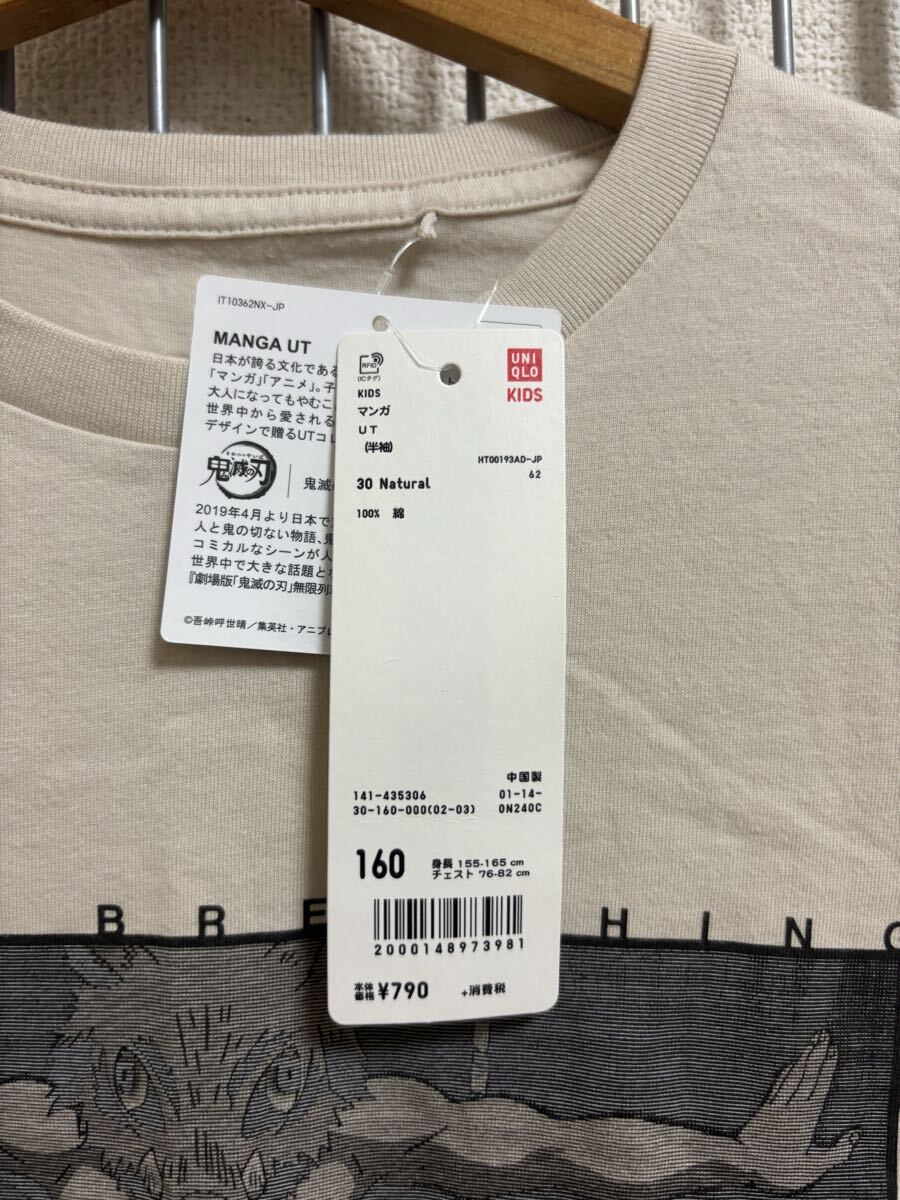 IT10362NX-JP
MANGA UT
日本が誇る文化である
「マンガ」「アニメ」。子
大人になってもやむこ
世界中から愛される
デザインで贈るUTコレ
きめつのやいば
鬼滅の刃
鬼滅の
2019年4月より日本で
人と鬼の切ない物語、鬼
コミカルなシーンが人
世界中で大きな話題と
『劇場版「鬼滅の刃」無限列
©吾峠呼世晴／集英社・アニプレ
RFID
(ICタグ)
UNI
QLO
KIDS
KIDS
マンガ
UT
(半袖)
HT00193AD-JP
62
30 Natural
100% 綿
中国製
141-435306 01-14-
30-160-000(02-03) 0N240C
160
身長 155-165 cm
チェスト 76-82 cm
2000148973981
本体価格 ¥790 +消費税
BRE HING